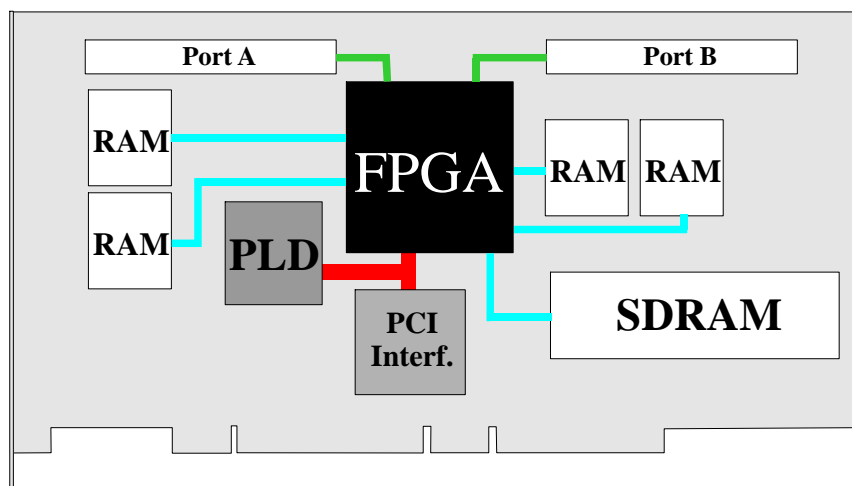 Port A
Port B
RAM
FPGA
RAM
RAM
RAM
PLD
SDRAM
PCI
Interf.